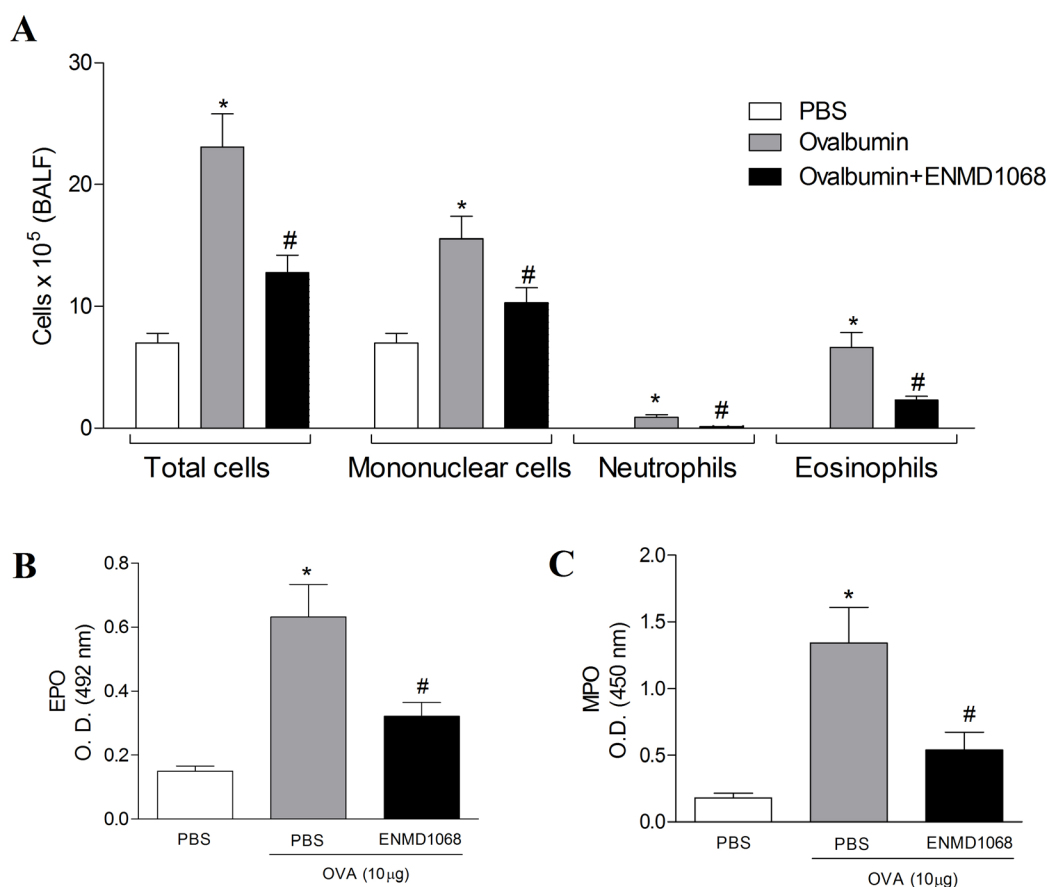 A
30
20
10
0
Cells x 10⁵ (BALF)
* * * *
# # # #
PBS
Ovalbumin
Ovalbumin+ENMD1068
Total cells Mononuclear cells Neutrophils Eosinophils
B
0.8
0.6
0.4
0.2
0.0
EPO
O. D. (492 nm)
*
#
PBS PBS ENMD1068
OVA (10µg)
C
2.0
1.5
1.0
0.5
0.0
MPO
O.D. (450 nm)
*
#
PBS PBS ENMD1068
OVA (10µg)